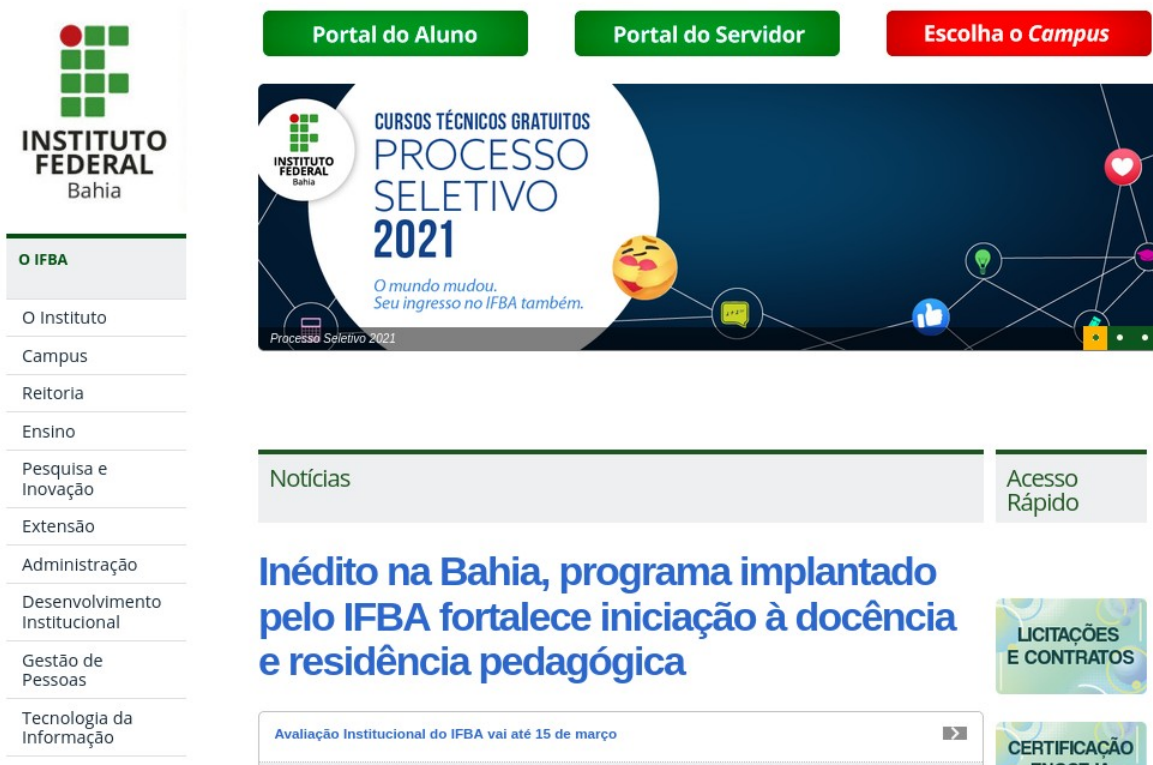 INSTITUTO
FEDERAL
Bahia
O IFBA
O Instituto
Campus
Reitoria
Ensino
Pesquisa e
Inovação
Extensão
Administração
Desenvolvimento
Institucional
Gestão de
Pessoas
Tecnologia da
Informação
Portal do Aluno
Portal do Servidor
Escolha o Campus
INSTITUTO
FEDERAL
Bahia
CURSOS TÉCNICOS GRATUITOS
PROCESSO
SELETIVO
2021
O mundo mudou.
Seu ingresso no IFBA também.
Processo Seletivo 2021
Notícias
Inédito na Bahia, programa implantado
pelo IFBA fortalece iniciação à docência
e residência pedagógica
Avaliação Institucional do IFBA vai até 15 de março
Acesso
Rápido
LICITAÇÕES
E CONTRATOS
CERTIFICAÇÃO